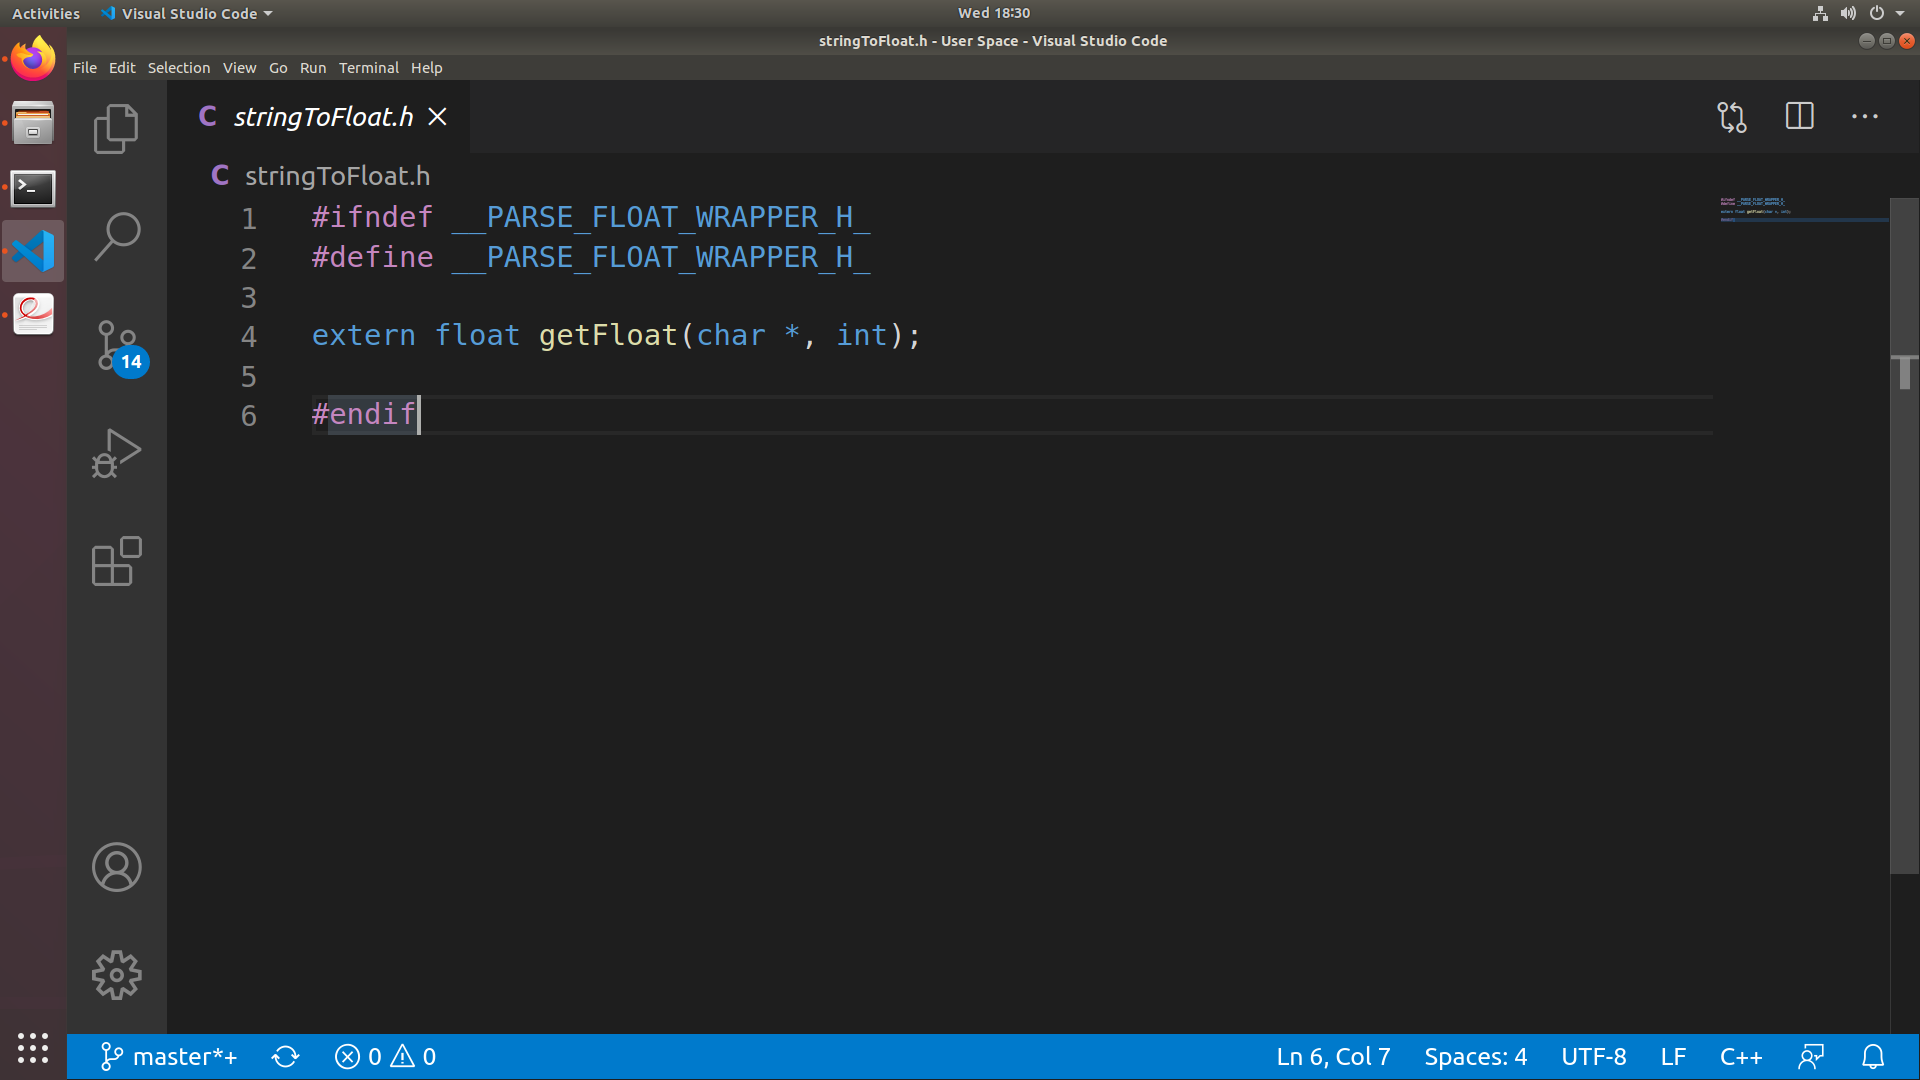 Activities Visual Studio Code Wed 18:30
stringToFloat.h - User Space - Visual Studio Code
File Edit Selection View Go Run Terminal Help
C stringToFloat.h
C stringToFloat.h
1 #ifndef __PARSE_FLOAT_WRAPPER_H_
2 #define __PARSE_FLOAT_WRAPPER_H_
3
4 extern float getFloat(char *, int);
5
6 #endif
14
master*+ 0 0 Ln 6, Col 7 Spaces: 4 UTF-8 LF C++